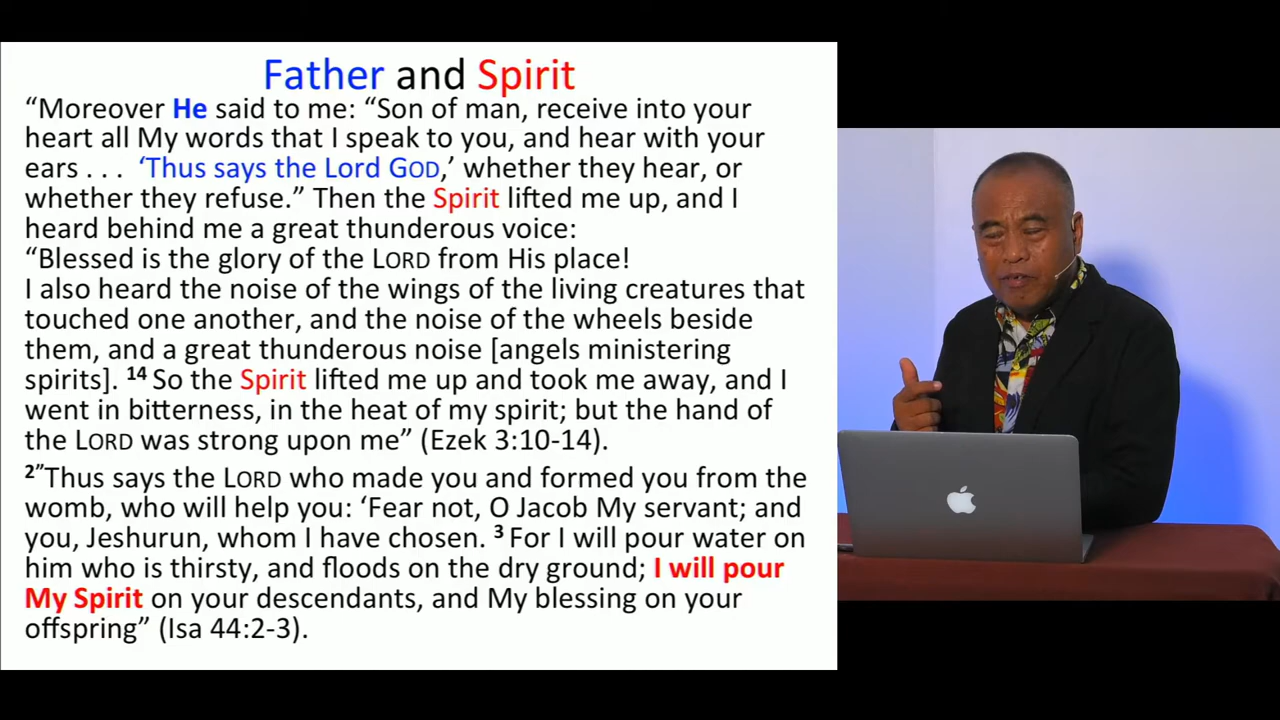 Father and Spirit
“Moreover He said to me: “Son of man, receive into your
heart all My words that I speak to you, and hear with your
ears . . . ‘Thus says the Lord GOD,’ whether they hear, or
whether they refuse.” Then the Spirit lifted me up, and I
heard behind me a great thunderous voice:
“Blessed is the glory of the LORD from His place!
I also heard the noise of the wings of the living creatures that
touched one another, and the noise of the wheels beside
them, and a great thunderous noise [angels ministering
spirits]. 14 So the Spirit lifted me up and took me away, and I
went in bitterness, in the heat of my spirit; but the hand of
the LORD was strong upon me” (Ezek 3:10-14).
2”Thus says the LORD who made you and formed you from the
womb, who will help you: ‘Fear not, O Jacob My servant; and
you, Jeshurun, whom I have chosen. 3 For I will pour water on
him who is thirsty, and floods on the dry ground; I will pour
My Spirit on your descendants, and My blessing on your
offspring” (Isa 44:2-3).